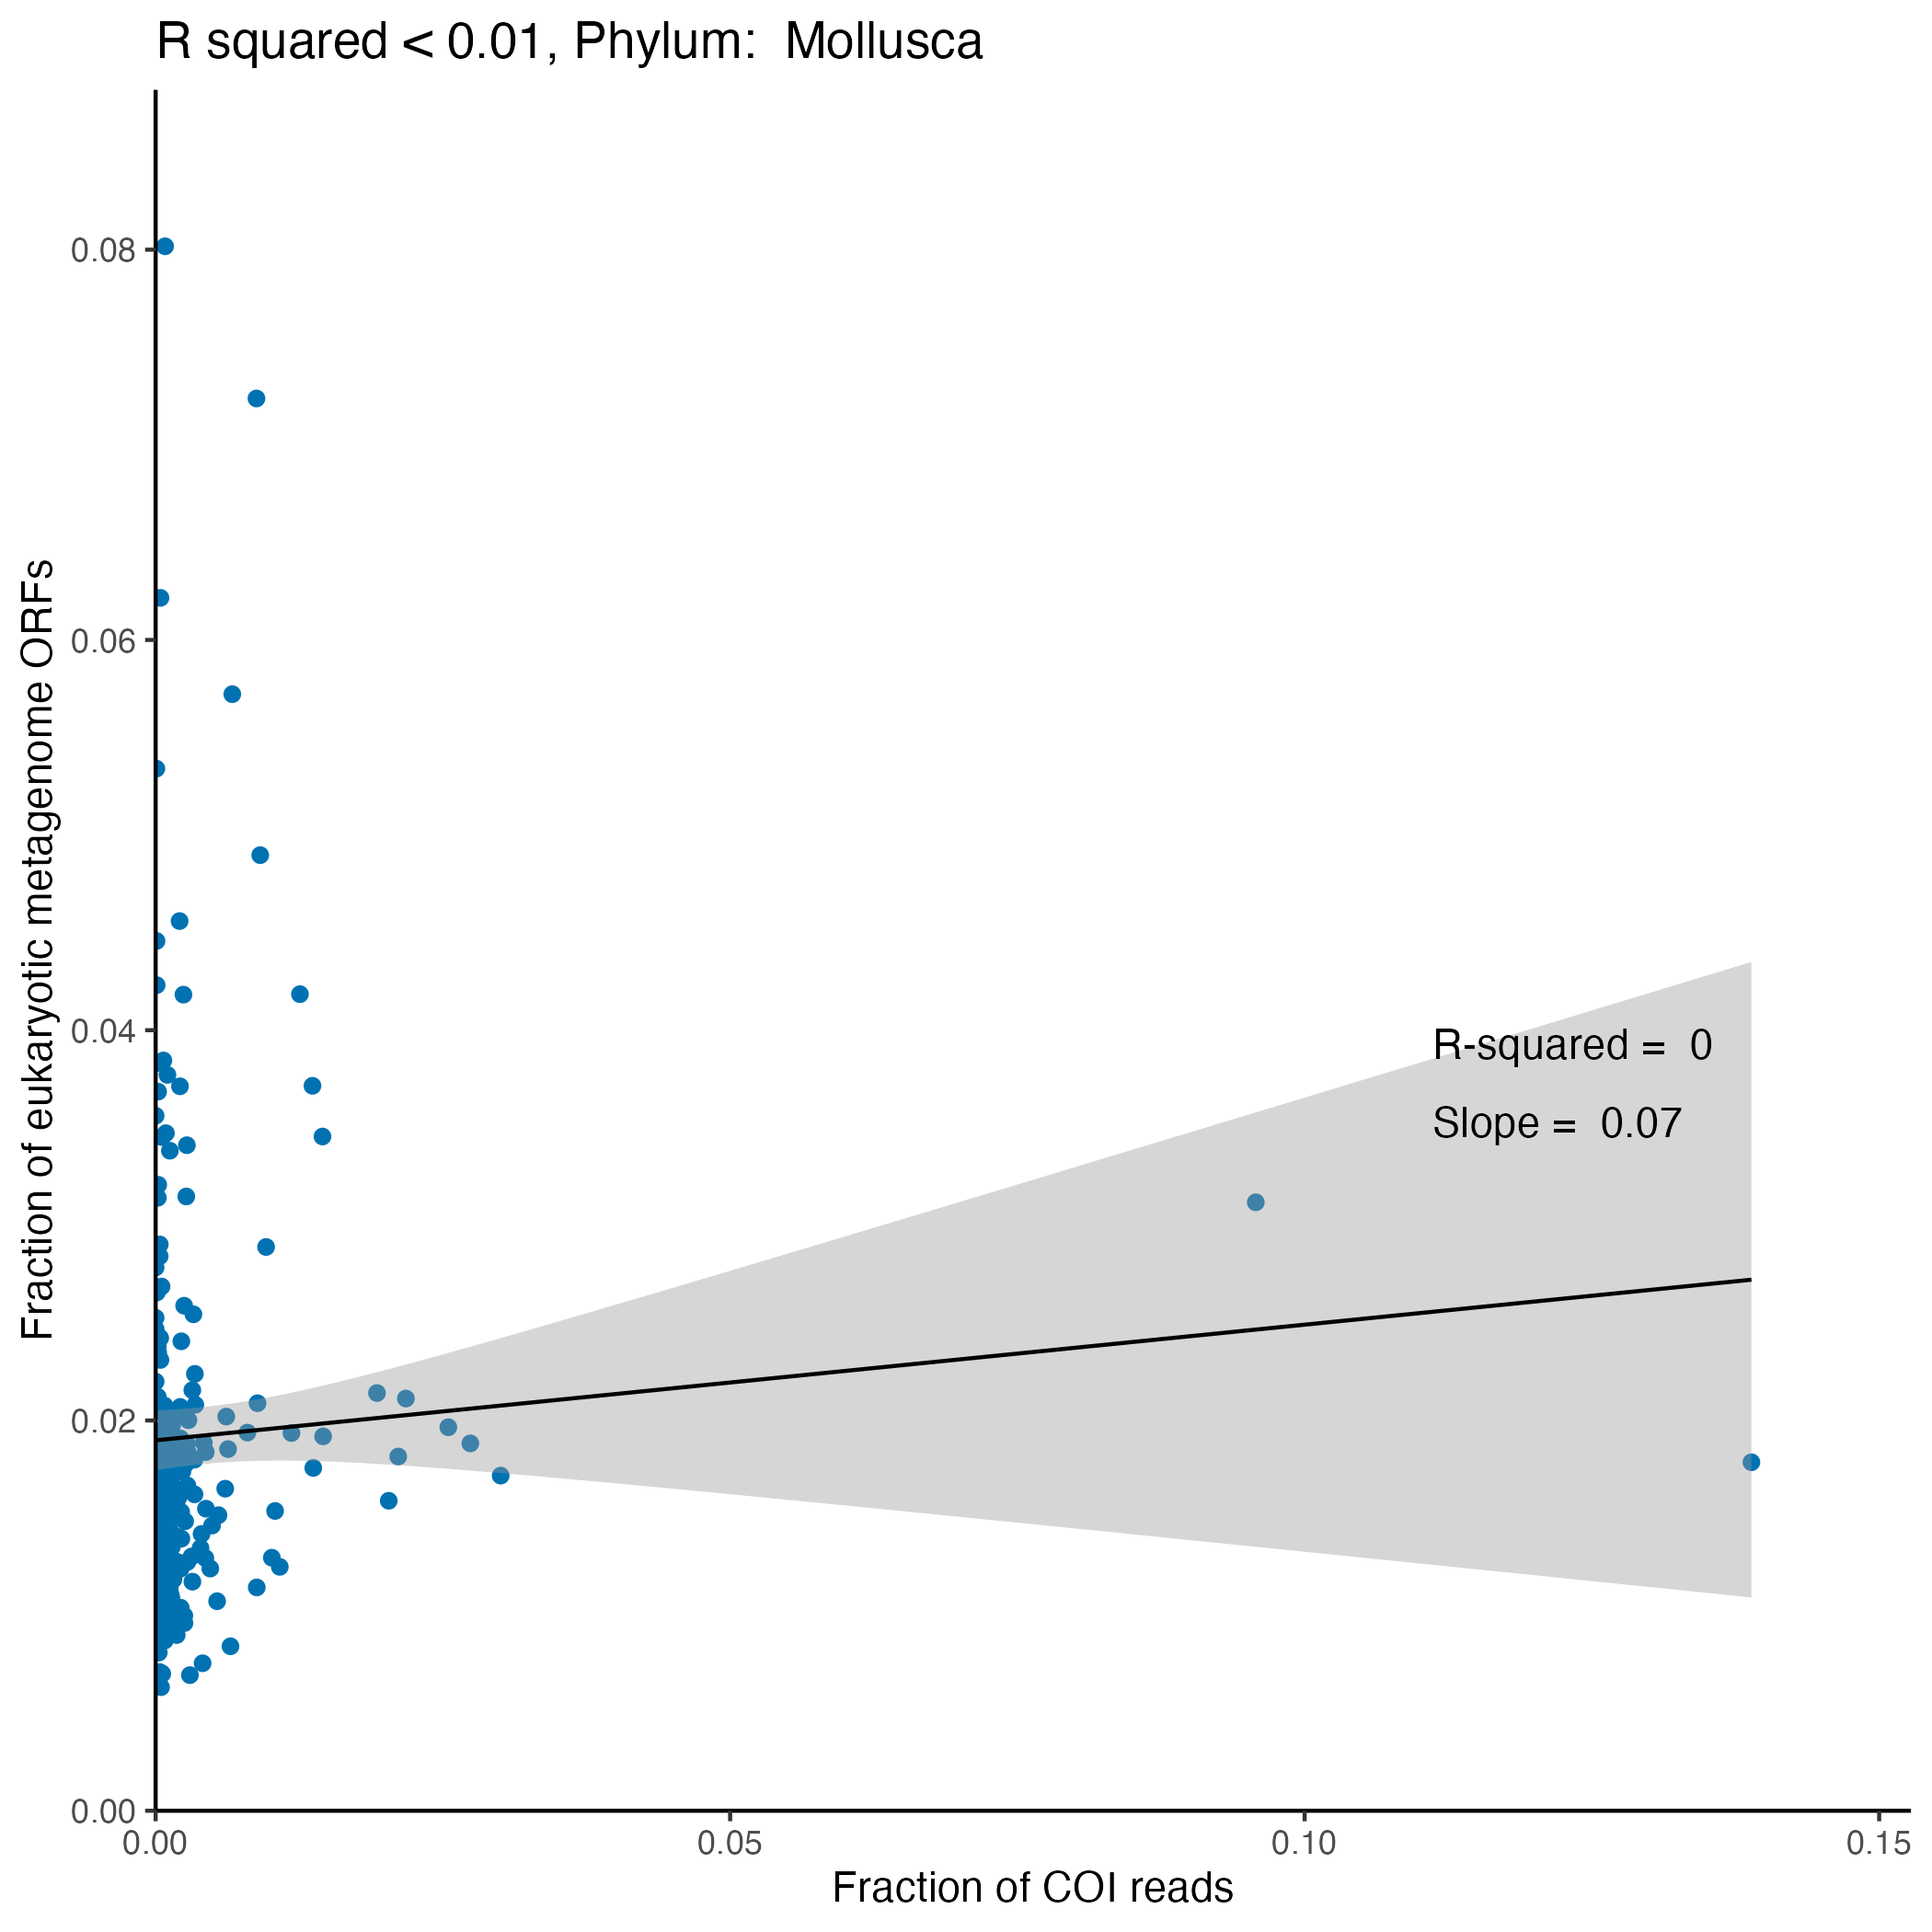 R squared < 0.01, Phylum:  Mollusca
Fraction of eukaryotic metagenome ORFs
0.08
0.06
0.04
0.02
0.00
R-squared =  0
Slope =  0.07
0.00
0.05
0.10
0.15
Fraction of COI reads